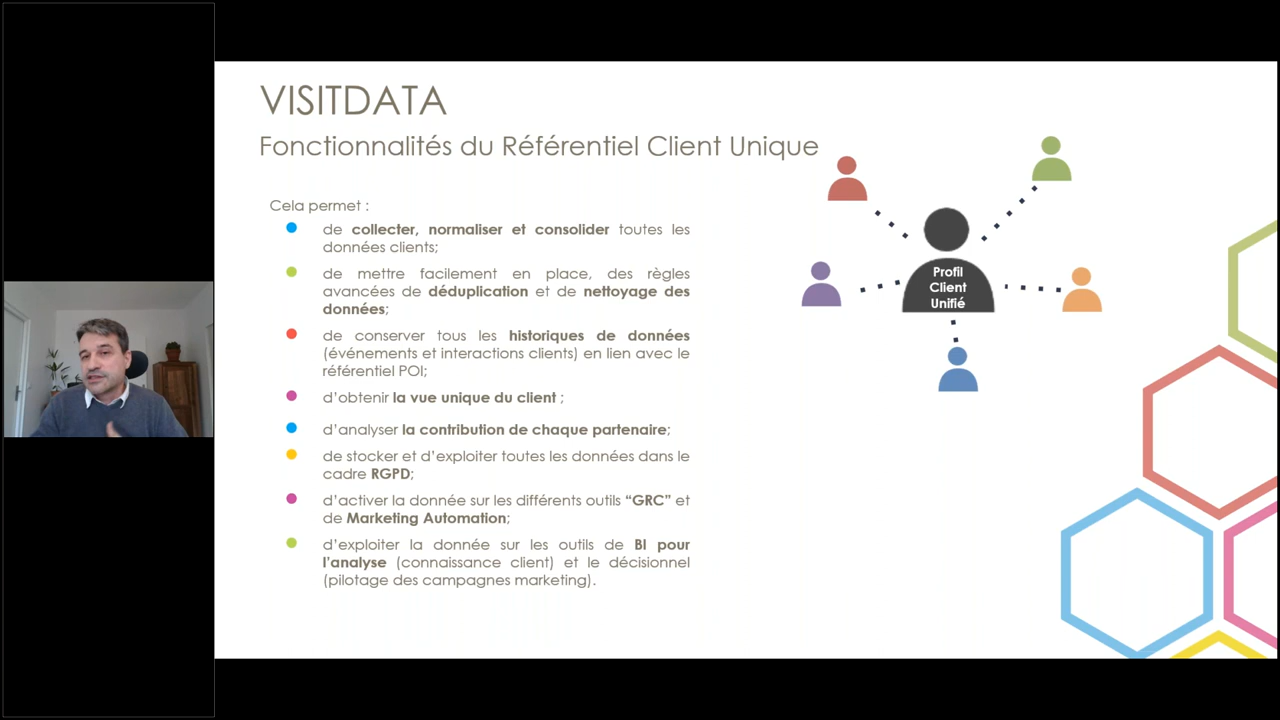 VISITDATA
Fonctionnalités du Référentiel Client Unique
Cela permet :
de collecter, normaliser et consolider toutes les
données clients;
de mettre facilement en place, des règles
avancées de déduplication et de nettoyage des
données;
de conserver tous les historiques de données
(événements et interactions clients) en lien avec le
référentiel POI;
d’obtenir la vue unique du client ;
d’analyser la contribution de chaque partenaire;
de stocker et d’exploiter toutes les données dans le
cadre RGPD;
d’activer la donnée sur les différents outils “GRC” et
de Marketing Automation;
d’exploiter la donnée sur les outils de BI pour
l’analyse (connaissance client) et le décisionnel
(pilotage des campagnes marketing).
Profil
Client
Unifié